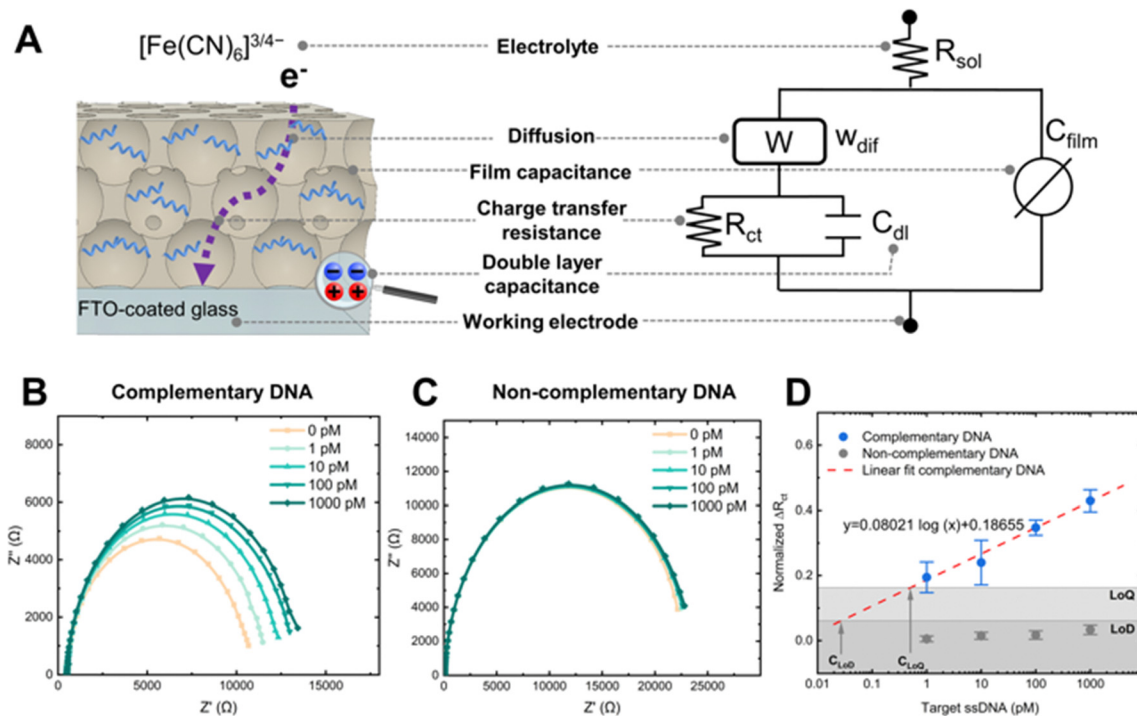 A
[Fe(CN)6]3/4−
e-
FTO-coated glass
Electrolyte
Diffusion
Film capacitance
Charge transfer
resistance
Double layer
capacitance
Working electrode
Rsol
W
Wdif
Cfilm
Rct
Cdl
− −
+ +
B
Complementary DNA
8000
6000
4000
2000
0
Z'' (Ω)
0
5000
10000
15000
Z' (Ω)
0 pM
1 pM
10 pM
100 pM
1000 pM
C
Non-complementary DNA
14000
12000
10000
8000
6000
4000
2000
0
Z'' (Ω)
0
5000
10000
15000
20000
25000
Z' (Ω)
0 pM
1 pM
10 pM
100 pM
1000 pM
D
Complementary DNA
Non-complementary DNA
Linear fit complementary DNA
y=0.08021 log (x)+0.18655
0.6
0.4
0.2
0.0
Normalized ΔRct
LoQ
LoD
CLoD
CLoQ
0.01
0.1
1
10
100
1000
Target ssDNA (pM)